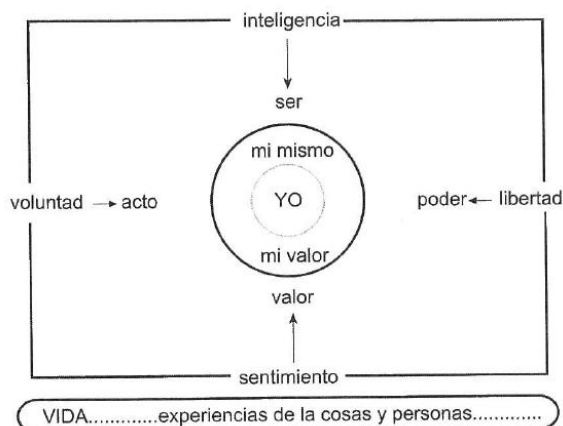 inteligencia
ser
mi mismo
voluntad → acto YO poder ← libertad
mi valor
valor
sentimiento
VIDA.............experiencias de la cosas y personas.............